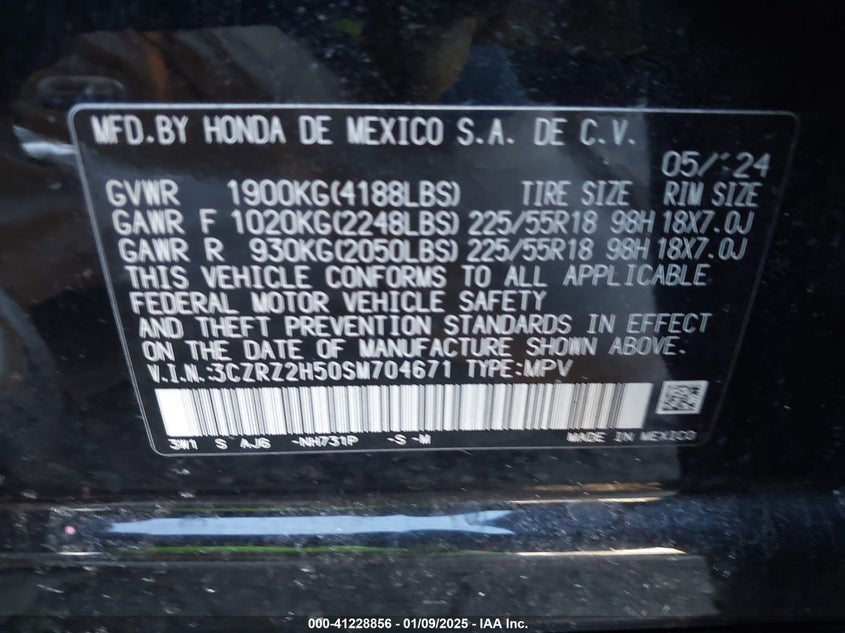 MFD.BY HONDA DE MEXICO S.A. DE C.V.
05/24
GVWR 1900KG(4188LBS) TIRE SIZE RIM SIZE
GAWR F 1020KG(2248LBS) 225/55R18 98H 18X7.0J
GAWR R 930KG(2050LBS) 225/55R18 98H 18X7.0J
THIS VEHICLE CONFORMS TO ALL APPLICABLE
FEDERAL MOTOR VEHICLE SAFETY
AND THEFT PREVENTION STANDARDS IN EFFECT
ON THE DATE OF MANUFACTURE SHOWN ABOVE.
V.I.N.:3CZRZ2H50SM704671 TYPE:MPV
3W1 S AJ6 -NH731P -S-M MADE IN MEXICO
000-41228856 - 01/09/2025 - IAA Inc.